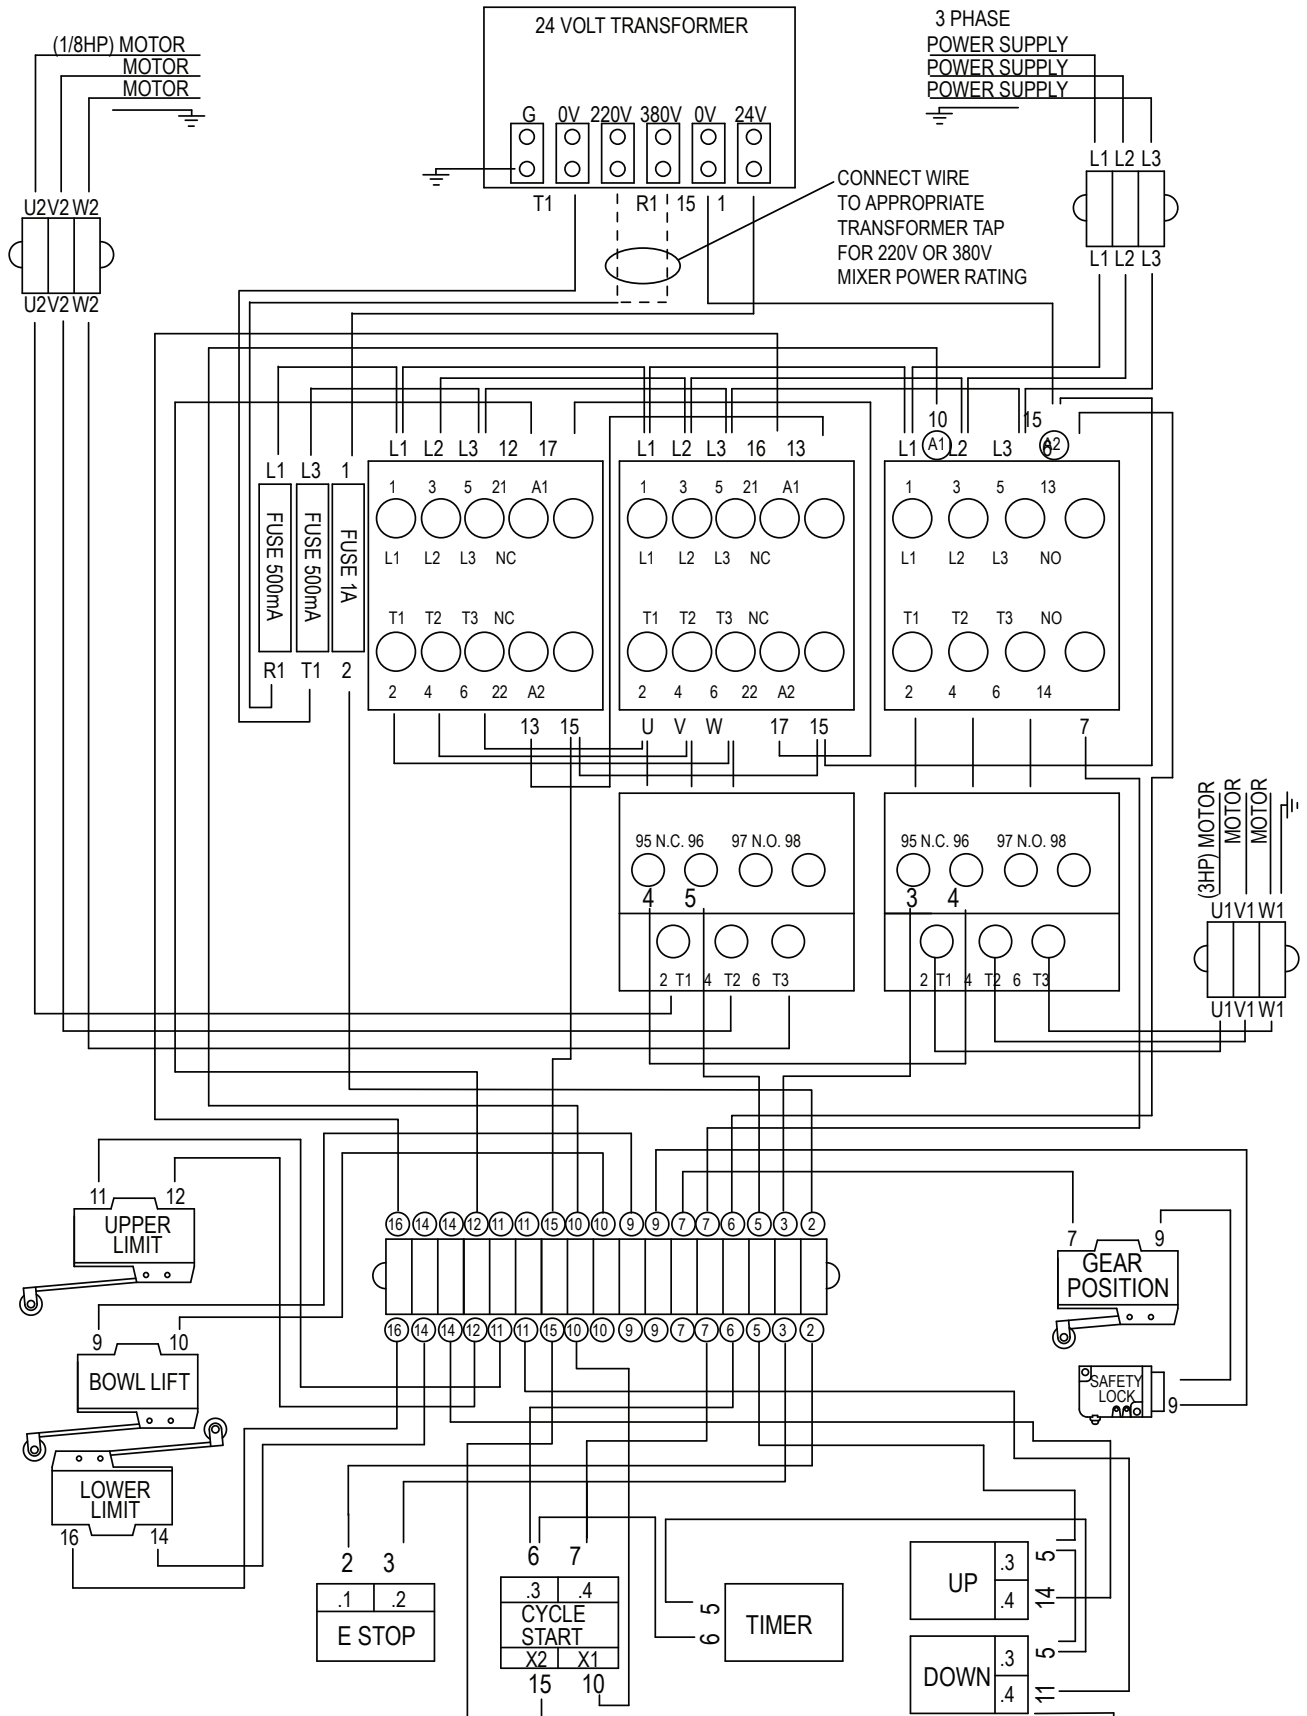 24 VOLT TRANSFORMER
G 0V 220V 380V 0V 24V
T1 R1 15 1
(1/8HP) MOTOR
MOTOR
MOTOR
3 PHASE
POWER SUPPLY
POWER SUPPLY
POWER SUPPLY
CONNECT WIRE
TO APPROPRIATE
TRANSFORMER TAP
FOR 220V OR 380V
MIXER POWER RATING
L1 L2 L3
L1 L2 L3
U2 V2 W2
U2 V2 W2
L1 L3 1
FUSE 500mA
FUSE 500mA
FUSE 1A
R1 T1 2
L1 L2 L3 12 17
1 3 5 21 A1
L1 L2 L3 NC
T1 T2 T3 NC
2 4 6 22 A2
13 15
L1 L2 L3 16 13
1 3 5 21 A1
L1 L2 L3 NC
T1 T2 T3 NC
2 4 6 22 A2
U V W 17 15
10 15
L1 A1 L2 L3 A2 6
1 3 5 13
L1 L2 L3 NO
T1 T2 T3 NO
2 4 6 14
7
95 N.C. 96 97 N.O. 98
4 5
2 T1 4 T2 6 T3
95 N.C. 96 97 N.O. 98
3 4
2 T1 4 T2 6 T3
(3HP) MOTOR
MOTOR
MOTOR
U1 V1 W1
U1 V1 W1
11 12
UPPER
LIMIT
9 10
BOWL LIFT
LOWER
LIMIT
16 14
16 14 14 12 11 11 15 10 10 9 9 7 7 6 5 3 2
16 14 14 12 11 11 15 10 10 9 9 7 7 6 5 3 2
7 9
GEAR
POSITION
SAFETY
LOCK
9
2 3
.1 .2
E STOP
6 7
.3 .4
CYCLE
START
X2 X1
15 10
5
6
TIMER
UP
.3
.4
5
14
DOWN
.3
.4
5
11